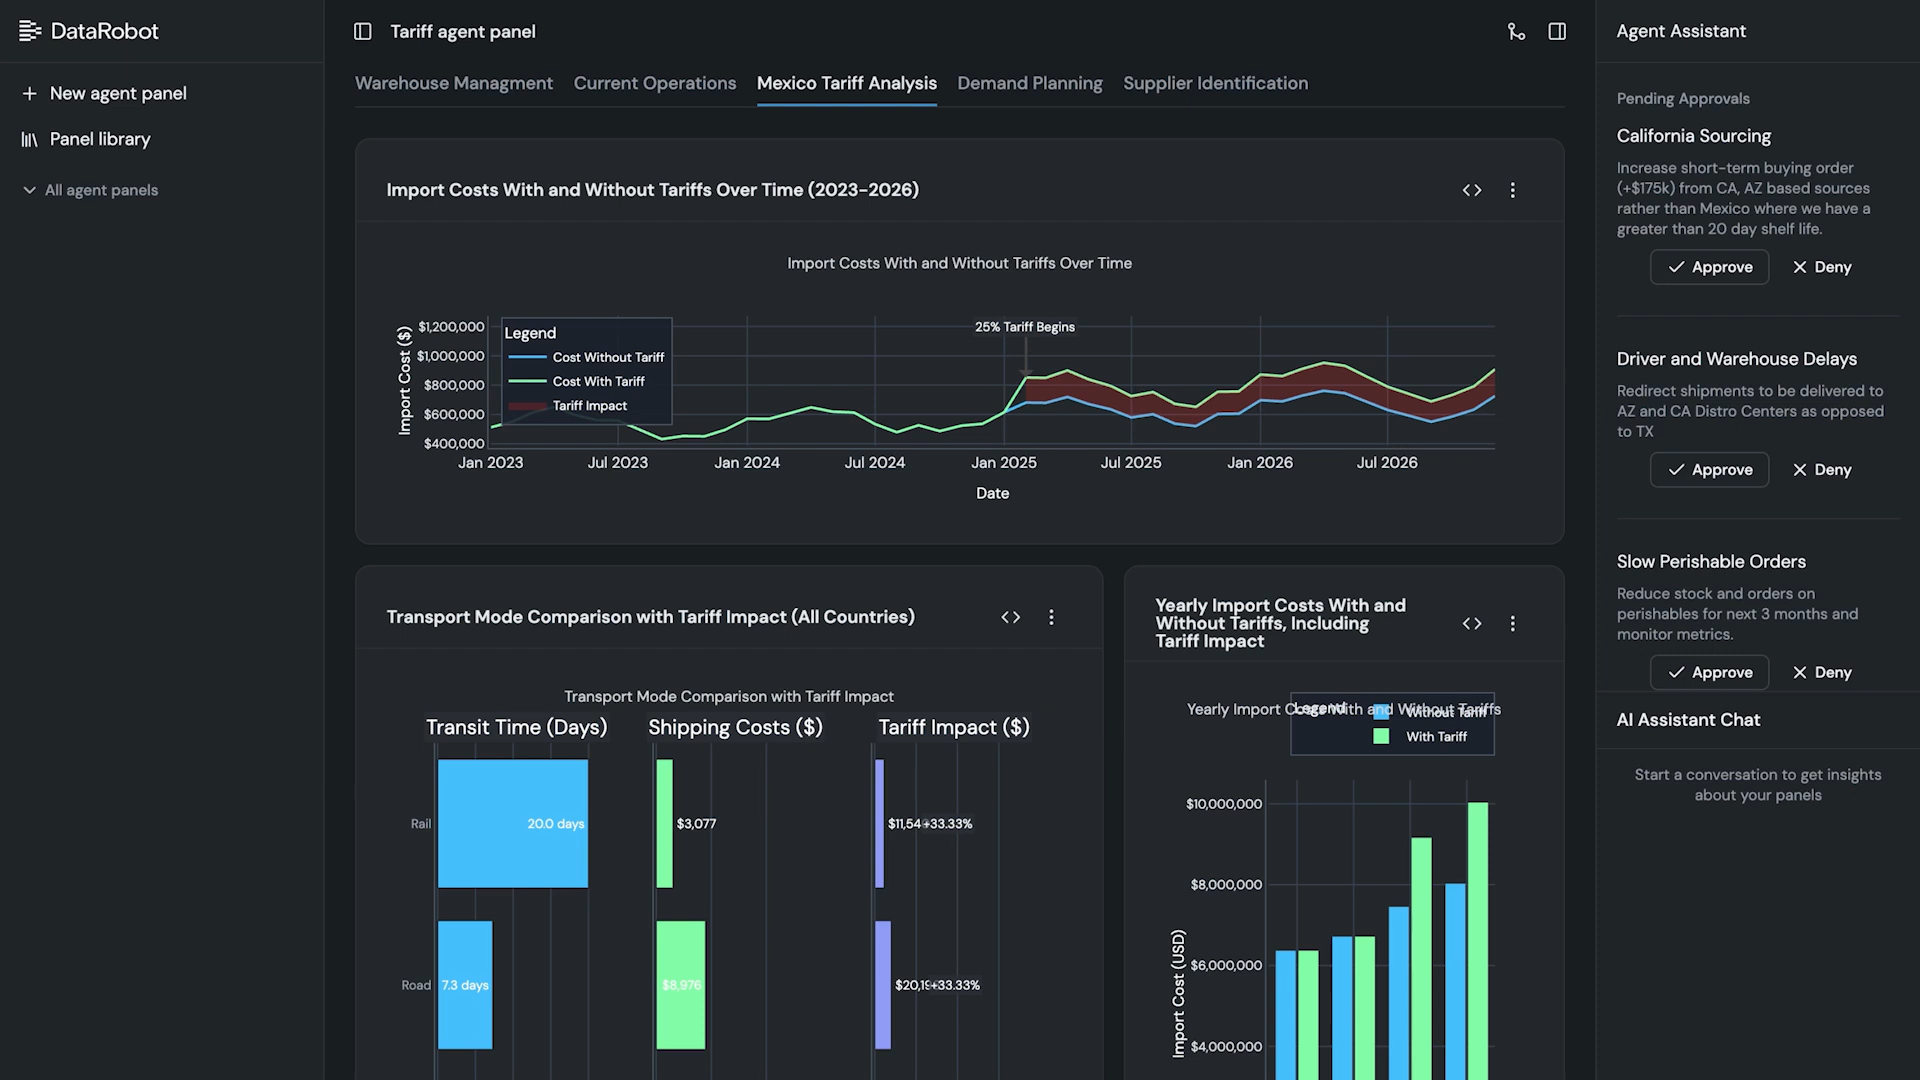 DataRobot
New agent panel
Panel library
All agent panels
Tariff agent panel
Warehouse Managment
Current Operations
Mexico Tariff Analysis
Demand Planning
Supplier Identification
Import Costs With and Without Tariffs Over Time (2023-2026)
Import Costs With and Without Tariffs Over Time
Import Cost ($)
$1,200,000
$1,000,000
$800,000
$600,000
$400,000
Legend
Cost Without Tariff
Cost With Tariff
Tariff Impact
25% Tariff Begins
Jan 2023
Jul 2023
Jan 2024
Jul 2024
Jan 2025
Jul 2025
Jan 2026
Jul 2026
Date
Transport Mode Comparison with Tariff Impact (All Countries)
Transport Mode Comparison with Tariff Impact
Transit Time (Days)
Shipping Costs ($)
Tariff Impact ($)
Rail
20.0 days
$3,077
+33.33%
Road
7.3 days
$8,976
+33.33%
Yearly Import Costs With and
Without Tariffs, Including
Tariff Impact
Yearly Import Costs With and Without Tariffs
Legend
Without Tariff
With Tariff
Import Cost (USD)
$10,000,000
$8,000,000
$6,000,000
$4,000,000
Agent Assistant
Pending Approvals
California Sourcing
Increase short-term buying order
(+$175k) from CA, AZ based sources
rather than Mexico where we have a
greater than 20 day shelf life.
Approve
Deny
Driver and Warehouse Delays
Redirect shipments to be delivered to
AZ and CA Distro Centers as opposed
to TX
Approve
Deny
Slow Perishable Orders
Reduce stock and orders on
perishables for next 3 months and
monitor metrics.
Approve
Deny
AI Assistant Chat
Start a conversation to get insights
about your panels